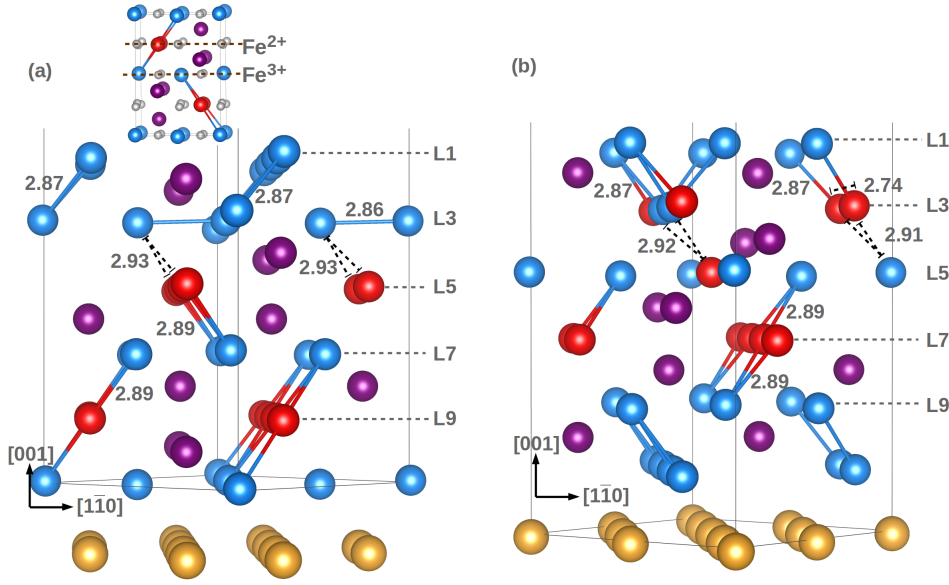 Fe2+
Fe3+
(a)
(b)
L1
L3
L5
L7
L9
2.87
2.87
2.86
2.93
2.93
2.89
2.89
[001]
[11̅0]
L1
L3
L5
L7
L9
2.87
2.87
2.74
2.92
2.91
2.89
2.89
[001]
[11̅0]